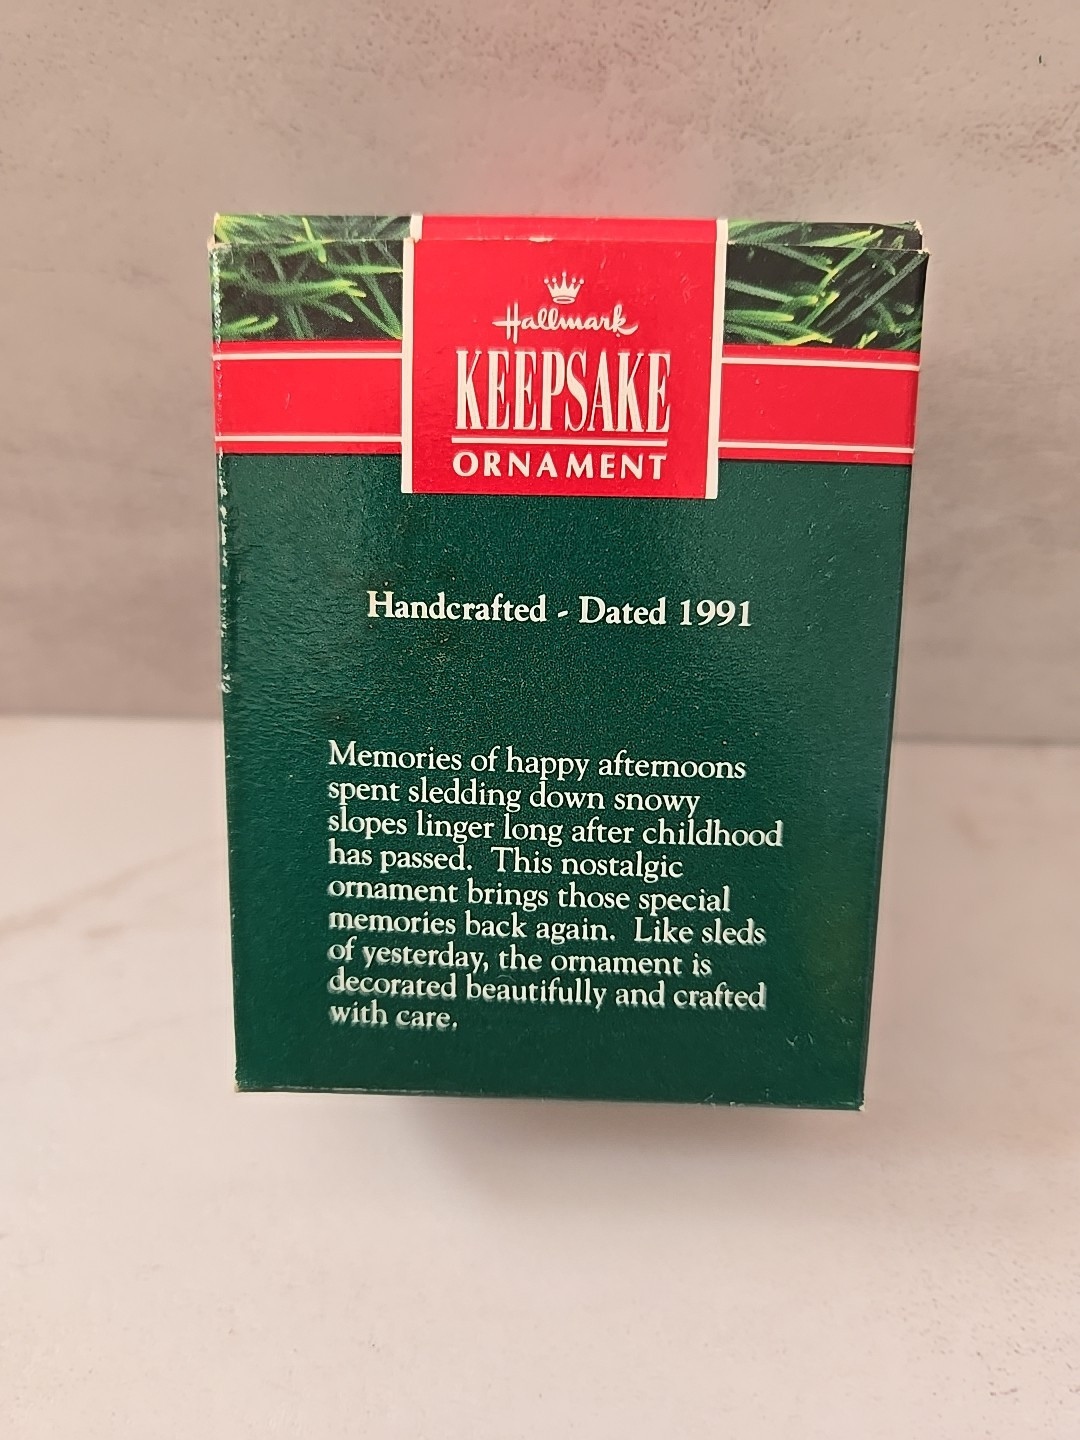 Hallmark
KEEPSAKE
ORNAMENT
Handcrafted - Dated 1991
Memories of happy afternoons
spent sledding down snowy
slopes linger long after childhood
has passed.  This nostalgic
ornament brings those special
memories back again.  Like sleds
of yesterday, the ornament is
decorated beautifully and crafted
with care.